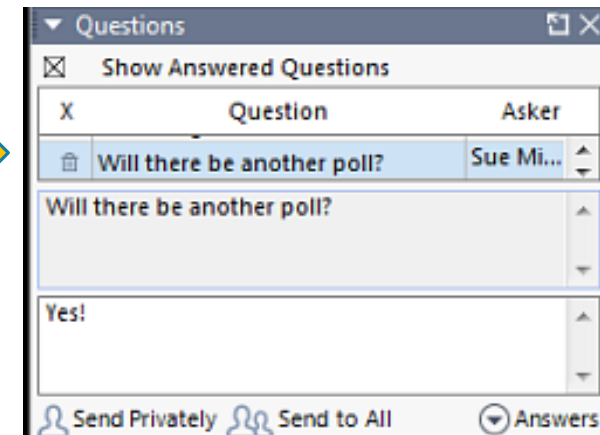 Questions
Show Answered Questions
X Question Asker
Will there be another poll? Sue Mi...
Will there be another poll?
Yes!
Send Privately Send to All Answers